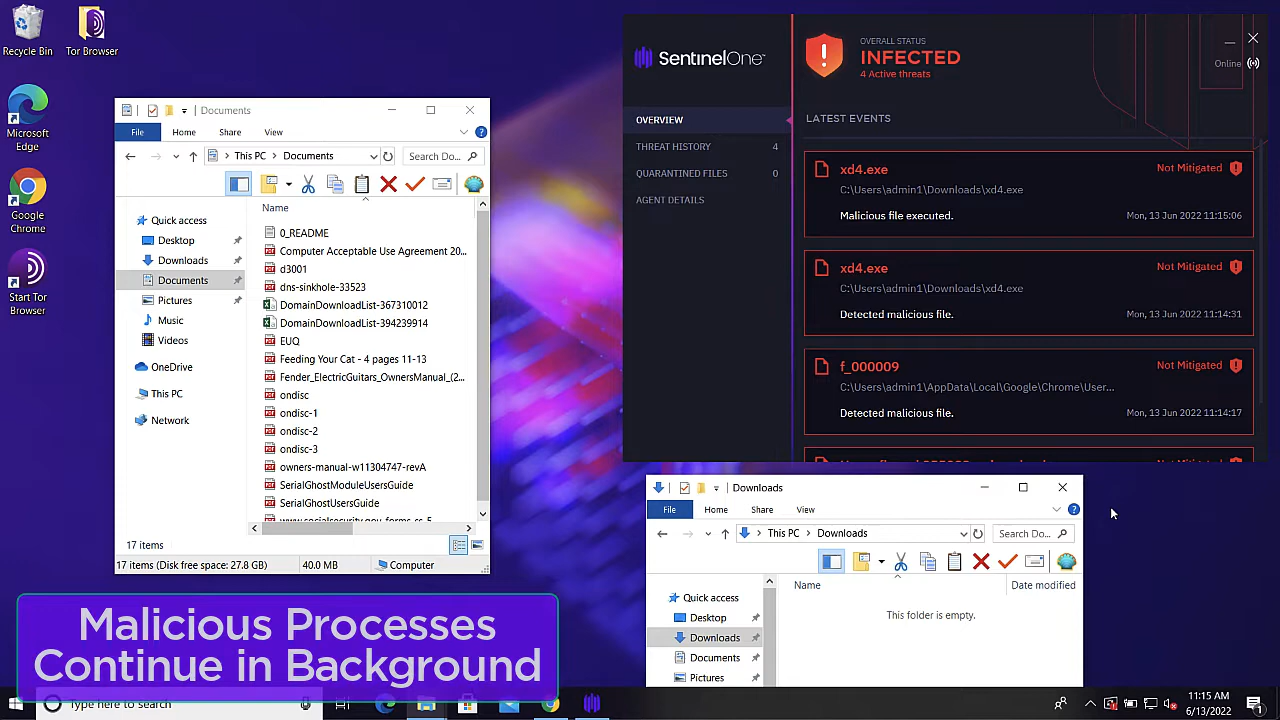 Recycle Bin
Tor Browser
Microsoft
Edge
Google
Chrome
Start Tor
Browser
Documents
File
Home
Share
View
This PC
Documents
Search Do...
Quick access
Desktop
Downloads
Documents
Pictures
Music
Videos
OneDrive
This PC
Network
Name
0_README
Computer Acceptable Use Agreement 20...
d3001
dns-sinkhole-33523
DomainDownloadList-367310012
DomainDownloadList-394239914
EUQ
Feeding Your Cat - 4 pages 11-13
Fender_ElectricGuitars_OwnersManual_(2...
ondisc
ondisc-1
ondisc-2
ondisc-3
owners-manual-w11304747-revA
SerialGhostModuleUsersGuide
SerialGhostUsersGuide
17 items
17 items (Disk free space: 27.8 GB)
40.0 MB
Computer
SentinelOne™
OVERVIEW
THREAT HISTORY 4
QUARANTINED FILES 0
AGENT DETAILS
OVERALL STATUS
INFECTED
4 Active threats
Online
LATEST EVENTS
xd4.exe
Not Mitigated
C:\Users\admin1\Downloads\xd4.exe
Malicious file executed.
Mon, 13 Jun 2022 11:15:06
xd4.exe
Not Mitigated
C:\Users\admin1\Downloads\xd4.exe
Detected malicious file.
Mon, 13 Jun 2022 11:14:31
f_000009
Not Mitigated
C:\Users\admin1\AppData\Local\Google\Chrome\User...
Detected malicious file.
Mon, 13 Jun 2022 11:14:17
Downloads
File
Home
Share
View
This PC
Downloads
Search Do...
Quick access
Desktop
Downloads
Documents
Pictures
Name
Date modified
This folder is empty.
Malicious Processes
Continue in Background
Type here to search
11:15 AM
6/13/2022